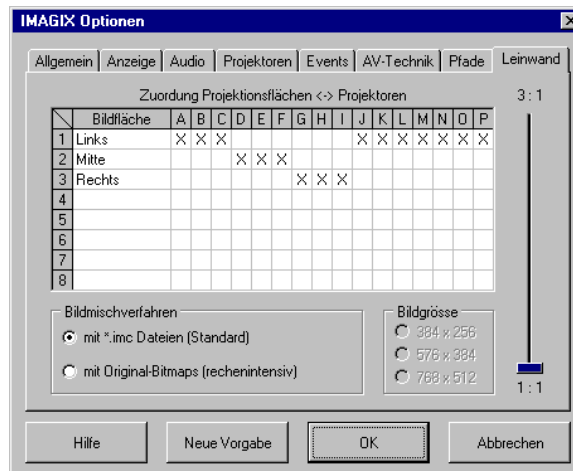 IMAGIX Optionen
Allgemein Anzeige Audio Projektoren Events AV-Technik Pfade Leinwand
Zuordung Projektionsflächen <-> Projektoren 3 : 1
Bildfläche A B C D E F G H I J K L M N O P
1 Links X X X X X X X X X X
2 Mitte X X X
3 Rechts X X X
4
5
6
7
8
Bildmischverfahren Bildgrösse
mit *.imc Dateien (Standard) 384 x 256
576 x 384
mit Original-Bitmaps (rechenintensiv) 768 x 512
1 : 1
Hilfe Neue Vorgabe OK Abbrechen